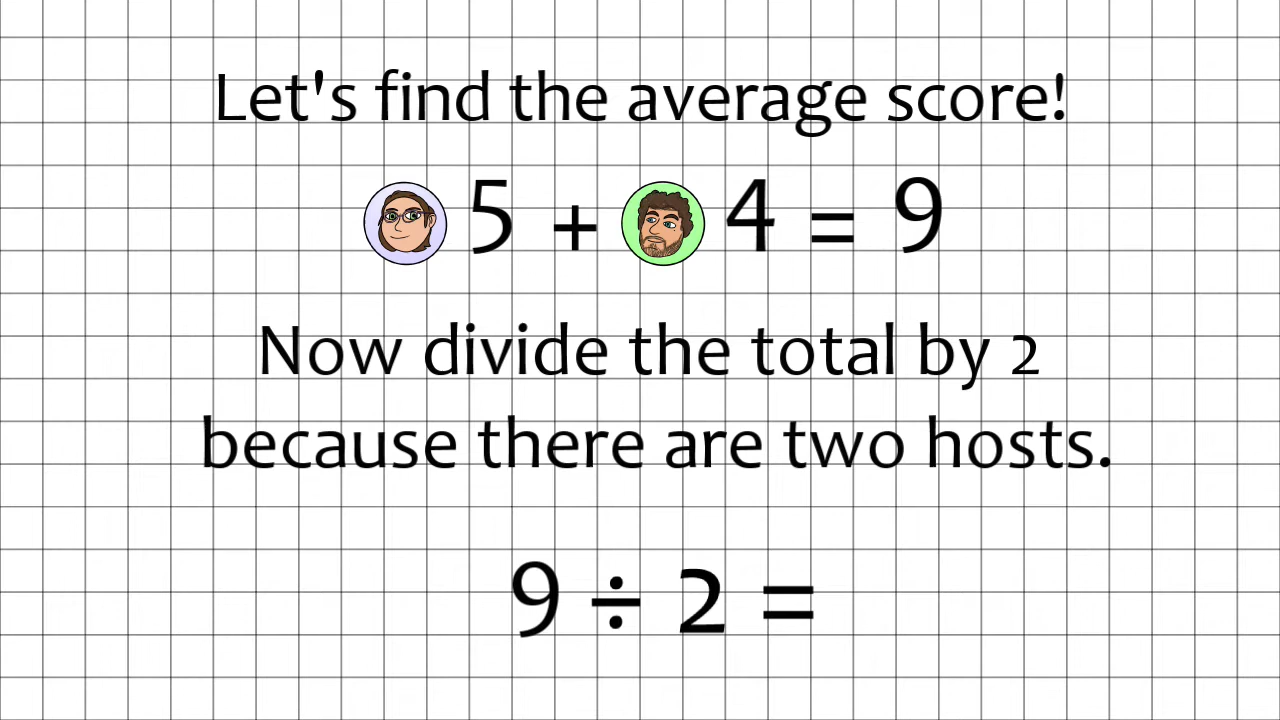 Let's find the average score!
5 + 4 = 9
Now divide the total by 2
because there are two hosts.
9 ÷ 2 =